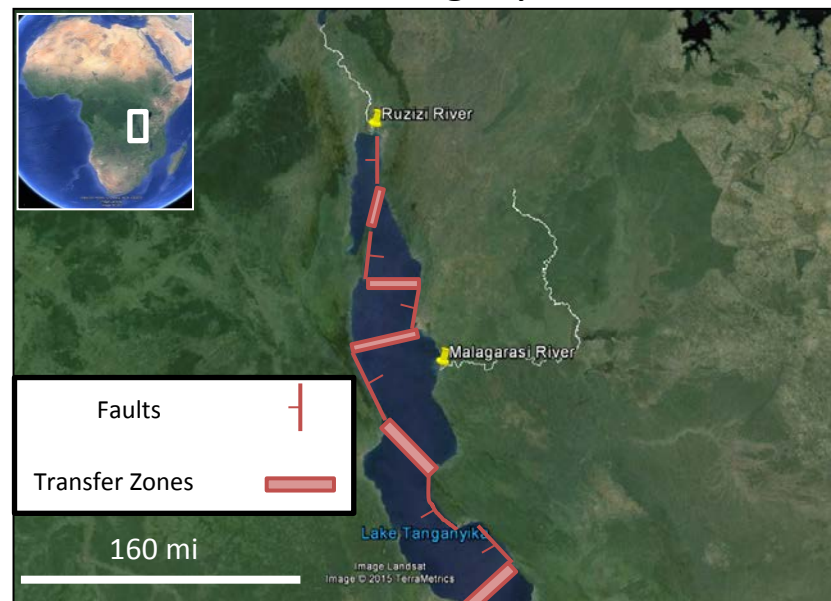 Ruzizi River
Malagarasi River
Faults
Transfer Zones
Lake Tanganyika
160 mi
Image Landsat
Image © 2015 TerraMetrics